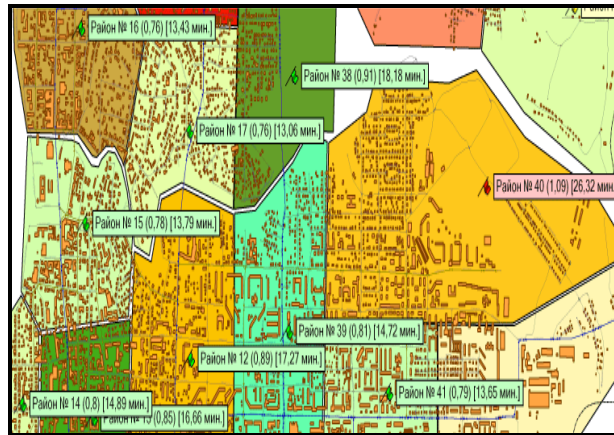 Район № 16 (0,76) [13,43 мин.]
Район № 38 (0,91) [18,18 мин.]
Район № 17 (0,76) [13,06 мин.]
Район № 40 (1,09) [26,32 мин
Район № 15 (0,78) [13,79 мин.]
Район № 39 (0,81) [14,72 мин.]
Район № 12 (0,89) [17,27 мин.]
Район № 41 (0,79) [13,65 мин.]
Район № 14 (0,8) [14,89 мин.]
(0,85) [16,66 мин.]